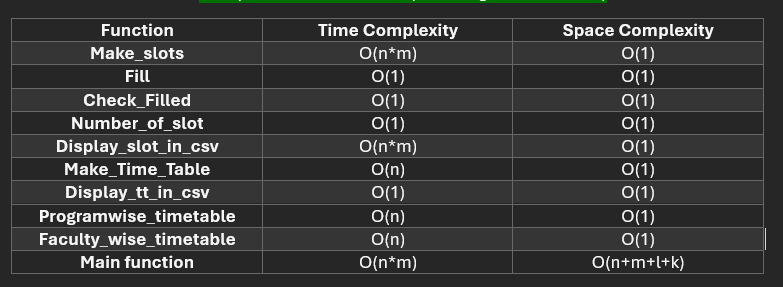 Function Time Complexity Space Complexity
Make_slots O(n*m) O(1)
Fill O(1) O(1)
Check_Filled O(1) O(1)
Number_of_slot O(1) O(1)
Display_slot_in_csv O(n*m) O(1)
Make_Time_Table O(n) O(1)
Display_tt_in_csv O(1) O(1)
Programwise_timetable O(n) O(1)
Faculty_wise_timetable O(n) O(1)
Main function O(n*m) O(n+m+l+k)